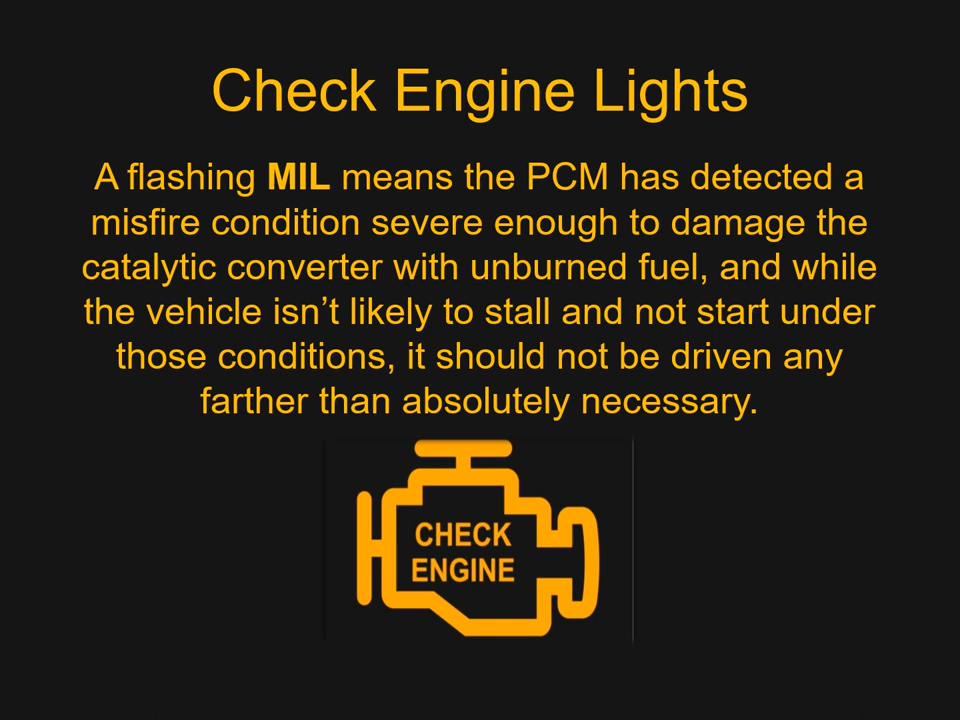 Check Engine Lights
A flashing MIL means the PCM has detected a
misfire condition severe enough to damage the
catalytic converter with unburned fuel, and while
the vehicle isn’t likely to stall and not start under
those conditions, it should not be driven any
farther than absolutely necessary.
CHECK
ENGINE